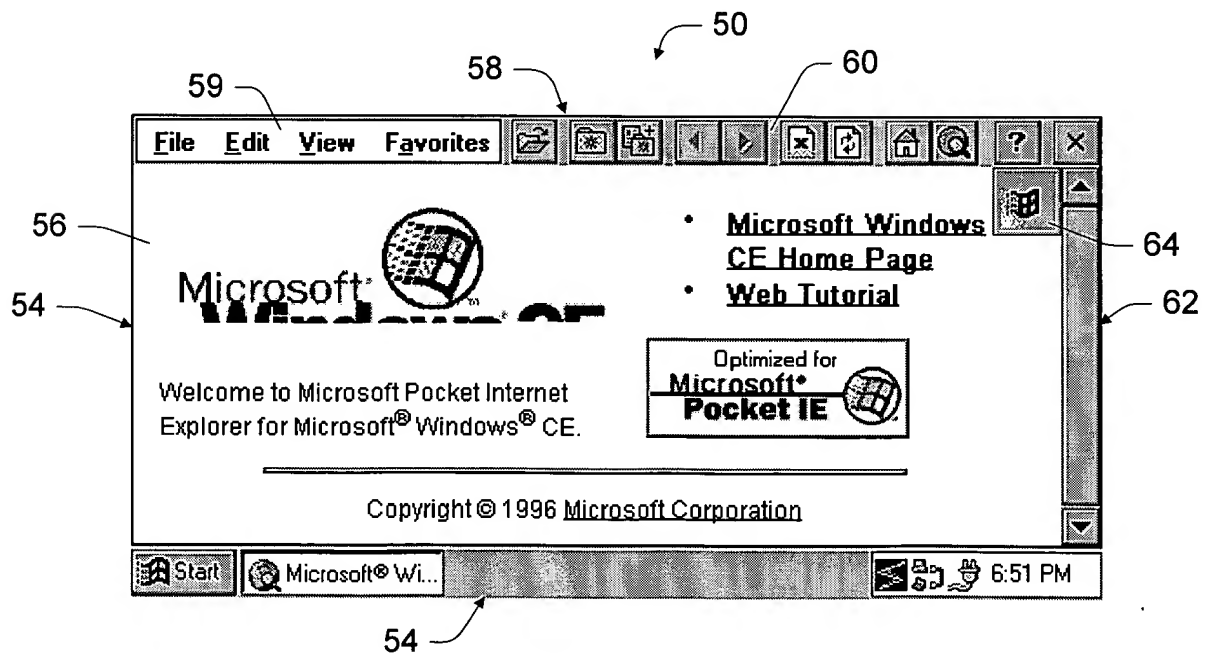 50
58
60
59
File Edit View Favorites ?
56
Microsoft
Microsoft Windows
CE Home Page
Web Tutorial
64
54
62
Optimized for
Microsoft
Pocket IE
Welcome to Microsoft Pocket Internet
Explorer for Microsoft® Windows® CE.
Copyright © 1996 Microsoft Corporation
Start Microsoft® Wi... 6:51 PM
54